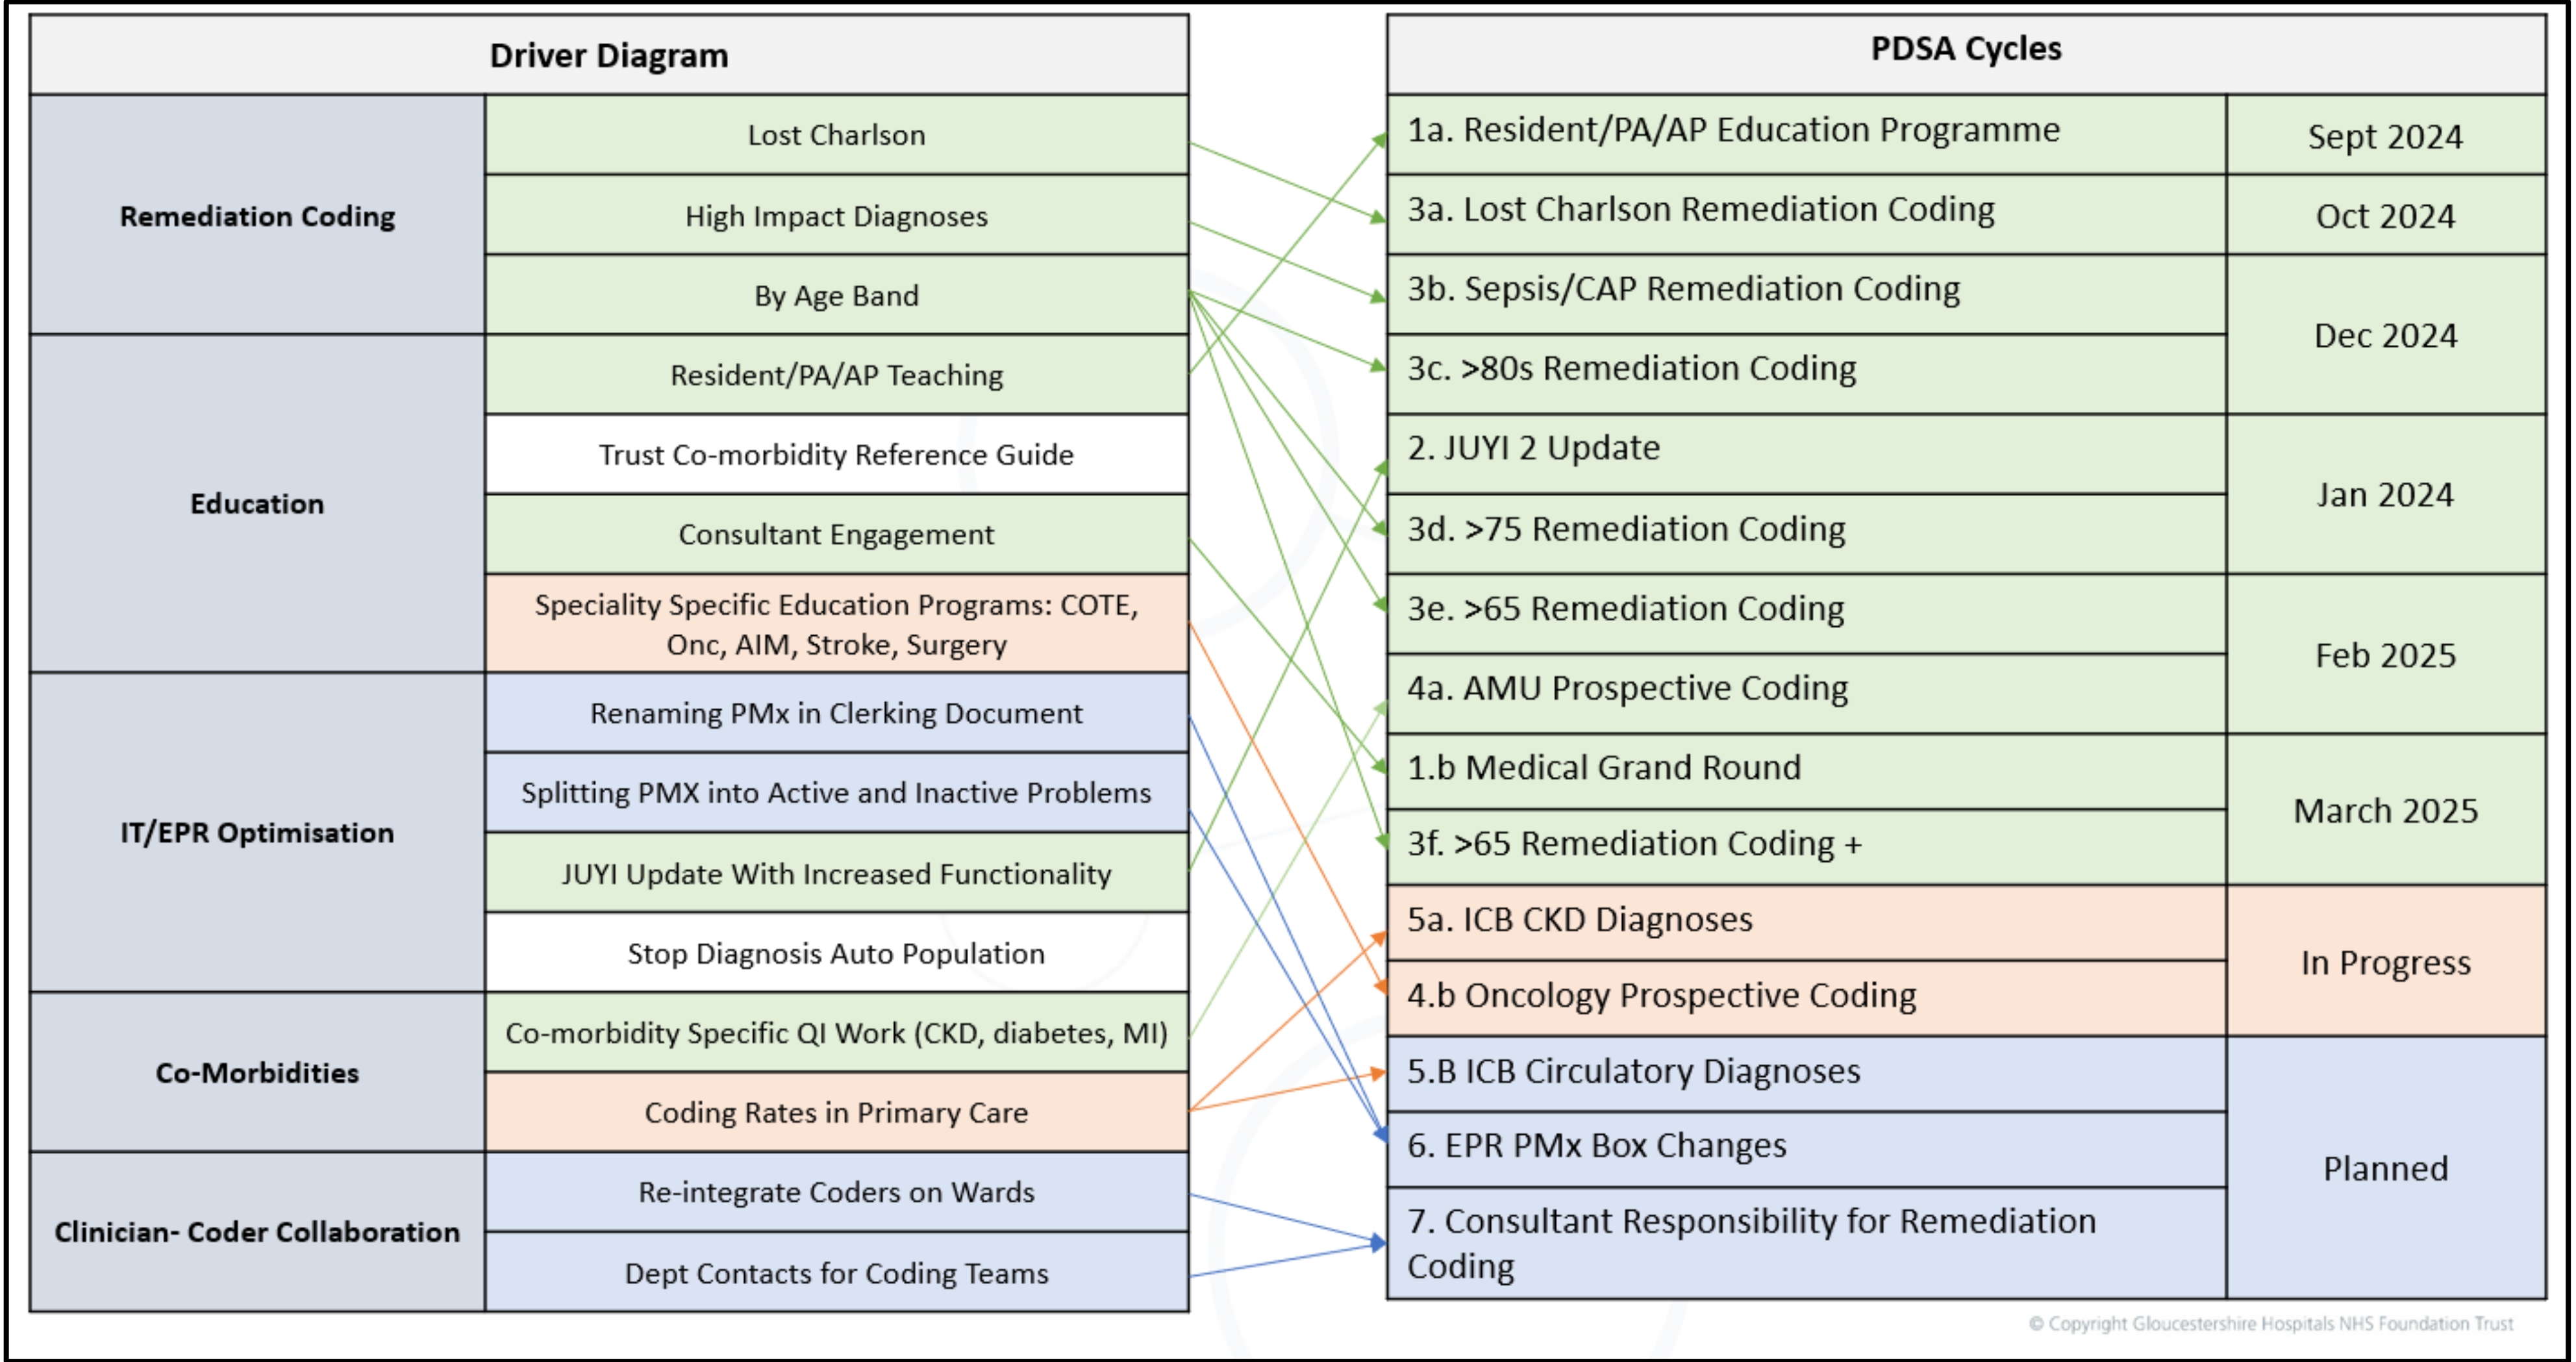 Driver Diagram
Remediation Coding
Lost Charlson
High Impact Diagnoses
By Age Band
Education
Resident/PA/AP Teaching
Trust Co-morbidity Reference Guide
Consultant Engagement
Speciality Specific Education Programs: COTE,
Onc, AIM, Stroke, Surgery
IT/EPR Optimisation
Renaming PMx in Clerking Document
Splitting PMX into Active and Inactive Problems
JUYI Update With Increased Functionality
Stop Diagnosis Auto Population
Co-Morbidities
Co-morbidity Specific QI Work (CKD, diabetes, MI)
Coding Rates in Primary Care
Clinician- Coder Collaboration
Re-integrate Coders on Wards
Dept Contacts for Coding Teams
PDSA Cycles
1a. Resident/PA/AP Education Programme
Sept 2024
3a. Lost Charlson Remediation Coding
Oct 2024
3b. Sepsis/CAP Remediation Coding
3c. >80s Remediation Coding
Dec 2024
2. JUYI 2 Update
3d. >75 Remediation Coding
Jan 2024
3e. >65 Remediation Coding
4a. AMU Prospective Coding
Feb 2025
1.b Medical Grand Round
3f. >65 Remediation Coding +
March 2025
5a. ICB CKD Diagnoses
4.b Oncology Prospective Coding
In Progress
5.B ICB Circulatory Diagnoses
6. EPR PMx Box Changes
7. Consultant Responsibility for Remediation
Coding
Planned
© Copyright Gloucestershire Hospitals NHS Foundation Trust